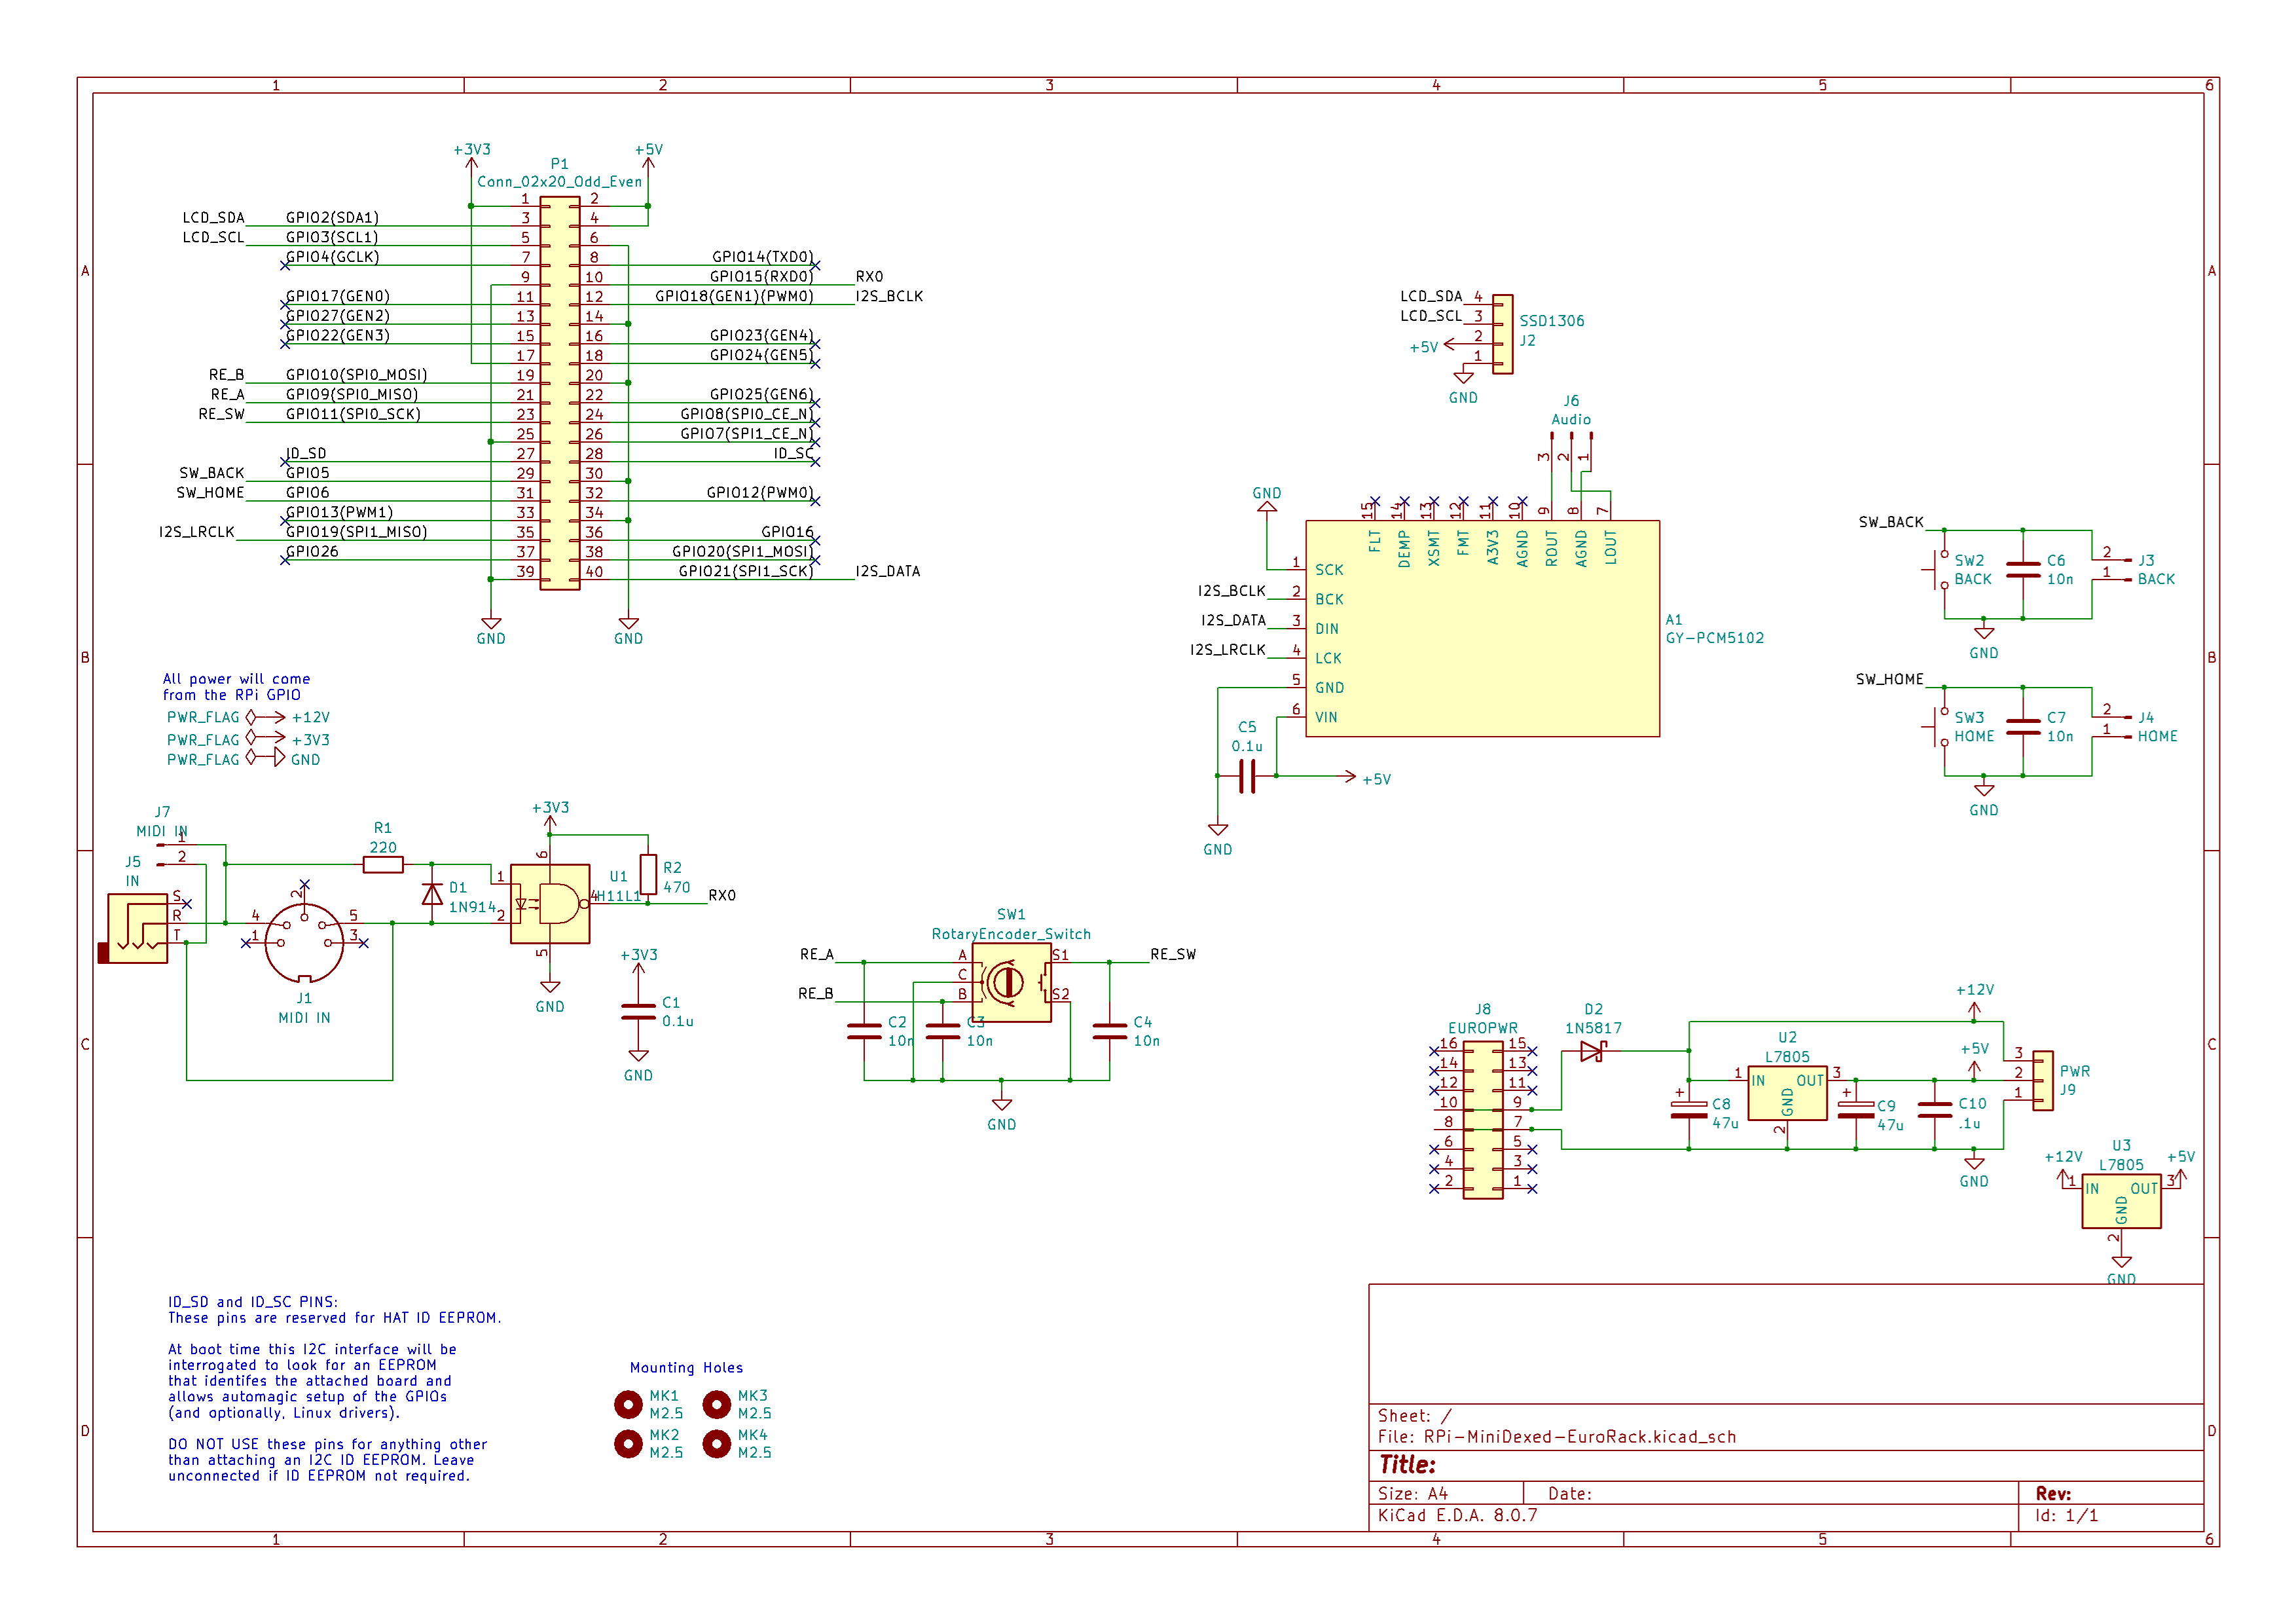 1 2 3 4 5 6
A
B
C
D
+3V3 +5V
P1
Conn_02x20_Odd_Even
1 2
LCD_SDA GPIO2(SDA1) 3 4
LCD_SCL GPIO3(SCL1) 5 6
GPIO4(GCLK) 7 8 GPIO14(TXD0)
9 10 GPIO15(RXD0) RX0
GPIO17(GEN0) 11 12 GPIO18(GEN1)(PWM0) I2S_BCLK
GPIO27(GEN2) 13 14
GPIO22(GEN3) 15 16 GPIO23(GEN4)
17 18 GPIO24(GEN5)
RE_B GPIO10(SPI0_MOSI) 19 20
RE_A GPIO9(SPI0_MISO) 21 22 GPIO25(GEN6)
RE_SW GPIO11(SPI0_SCK) 23 24 GPIO8(SPI0_CE_N)
25 26 GPIO7(SPI1_CE_N)
ID_SD 27 28 ID_SC
SW_BACK GPIO5 29 30
SW_HOME GPIO6 31 32 GPIO12(PWM0)
GPIO13(PWM1) 33 34
I2S_LRCLK GPIO19(SPI1_MISO) 35 36 GPIO16
GPIO26 37 38 GPIO20(SPI1_MOSI)
39 40 GPIO21(SPI1_SCK) I2S_DATA
GND GND
LCD_SDA 4
LCD_SCL 3
+5V 2
1
GND
SSD1306
J2
J6
Audio
3 2 1
GND
15 14 13 12 11 10 9 8 7
FLT DEMP XSMT FMT A3V3 AGND ROUT AGND LOUT
1 SCK
I2S_BCLK 2 BCK
I2S_DATA 3 DIN
I2S_LRCLK 4 LCK
5 GND
6 VIN
A1
GY-PCM5102
C5
0.1u
+5V
GND
SW_BACK
SW2
BACK
C6
10n
2
1
J3
BACK
GND
SW_HOME
SW3
HOME
C7
10n
2
1
J4
HOME
GND
All power will come
from the RPi GPIO
PWR_FLAG +12V
PWR_FLAG +3V3
PWR_FLAG GND
J7
MIDI IN
1
2
J5
IN
S
R
T
4 2 5
1 3
J1
MIDI IN
R1
220
D1
1N914
+3V3
6
1
2
4
5
U1
H11L1
R2
470
RX0
GND
+3V3
C1
0.1u
GND
SW1
RotaryEncoder_Switch
RE_A A S1 RE_SW
C
RE_B B S2
C2
10n
C3
10n
C4
10n
GND
J8
EUROPWR
16 15
14 13
12 11
10 9
8 7
6 5
4 3
2 1
D2
1N5817
+12V
U2
L7805
+5V
1 IN OUT 3
GND
2
C8
47u
C9
47u
C10
.1u
3
2
1
PWR
J9
GND
U3
L7805
+12V +5V
1 IN OUT 3
GND
2
GND
ID_SD and ID_SC PINS:
These pins are reserved for HAT ID EEPROM.
At boot time this I2C interface will be
interrogated to look for an EEPROM
that identifes the attached board and
allows automagic setup of the GPIOs
(and optionally, Linux drivers).
DO NOT USE these pins for anything other
than attaching an I2C ID EEPROM. Leave
unconnected if ID EEPROM not required.
Mounting Holes
MK1
M2.5
MK3
M2.5
MK2
M2.5
MK4
M2.5
Sheet: /
File: RPi-MiniDexed-EuroRack.kicad_sch
Title:
Size: A4 Date: Rev:
KiCad E.D.A. 8.0.7 Id: 1/1
A
B
C
D
1 2 3 4 5 6